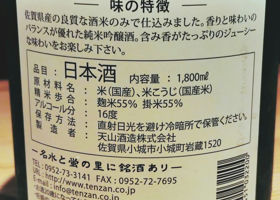 味の特徴
佐賀県産の良質な酒米のみで仕込みました。香りと味わいの
バランスが優れた純米吟醸酒。含み香がたっぷりのジューシー
な味わいをお楽しみ下さい。
品目：日本酒 内容量：1,800ml
原材料名：米(国産)、米こうじ(国産米)
精米歩合：麹米55% 掛米55%
アルコール分：16度
保存方法：直射日光を避け冷暗所で保管ください。
製造者：天山酒造株式会社
佐賀県小城市小城町岩蔵1520
―名水と蛍の里に銘酒あり―
☎0952-73-3141 FAX 0952-72-7695
http://www.tenzan.co.jp